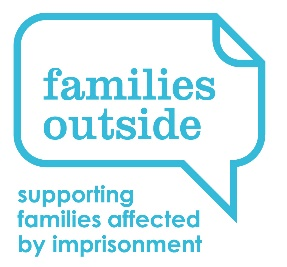 families
outside
supporting
families affected
by imprisonment